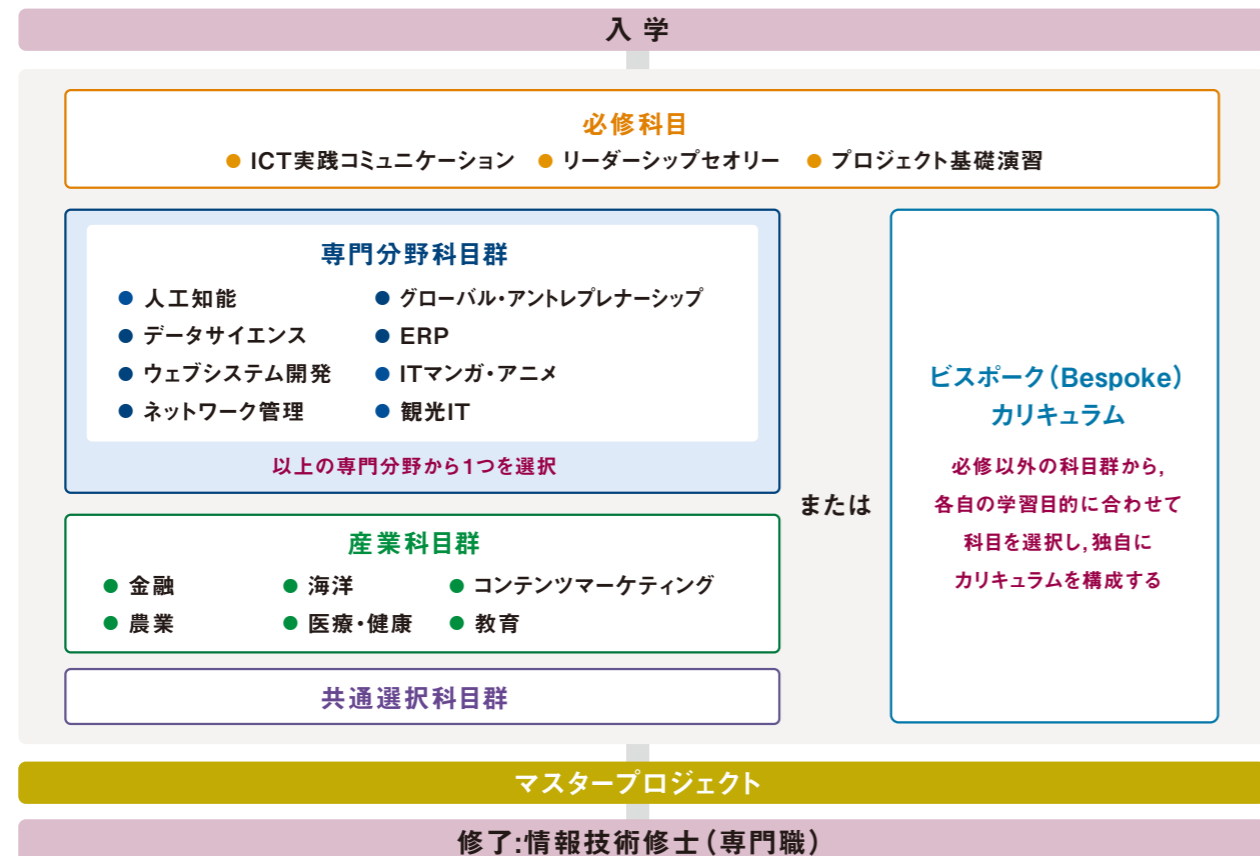 入学
必修科目
● ICT実践コミュニケーション ● リーダーシップセオリー ● プロジェクト基礎演習
専門分野科目群
● 人工知能
● データサイエンス
● ウェブシステム開発
● ネットワーク管理
● グローバル・アントレプレナーシップ
● ERP
● ITマンガ・アニメ
● 観光IT
以上の専門分野から1つを選択
産業科目群
● 金融 ● 海洋 ● コンテンツマーケティング
● 農業 ● 医療・健康 ● 教育
共通選択科目群
または
ビスポーク(Bespoke)
カリキュラム
必修以外の科目群から,
各自の学習目的に合わせて
科目を選択し,独自に
カリキュラムを構成する
マスタープロジェクト
修了:情報技術修士(専門職)